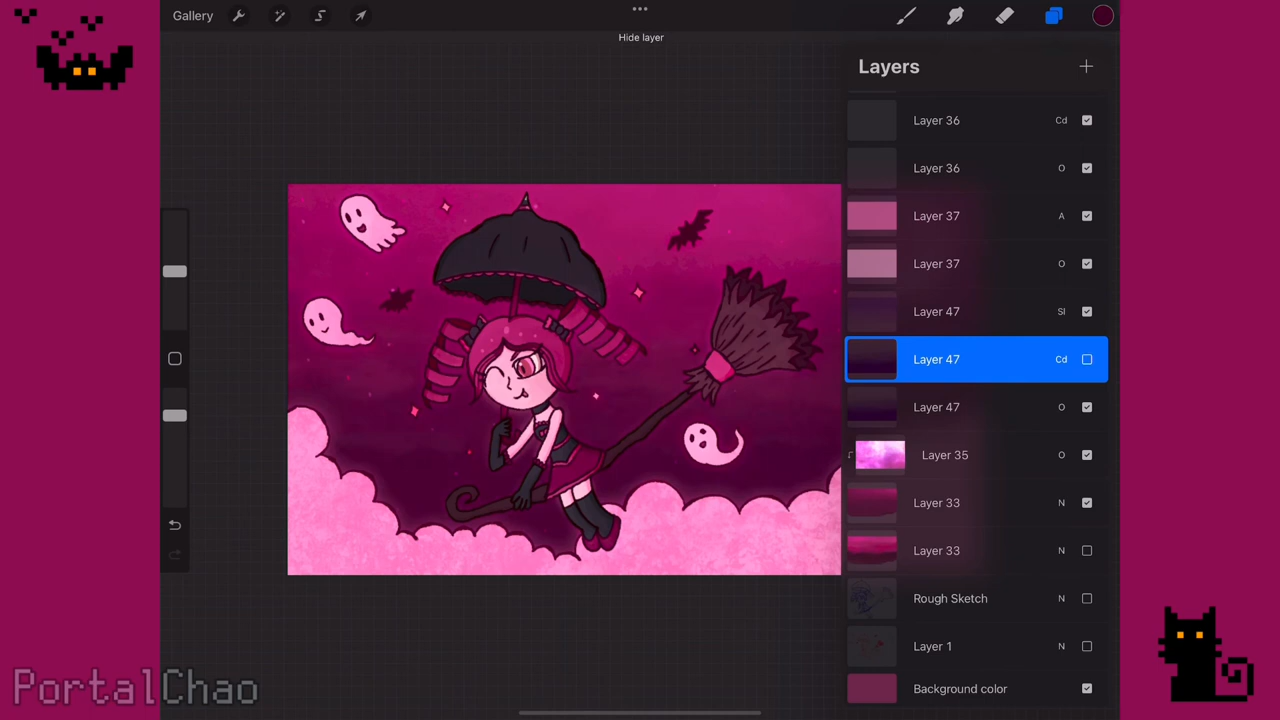 Gallery
Hide layer
Layers
Layer 36 Cd
Layer 36 O
Layer 37 A
Layer 37 O
Layer 47 Sl
Layer 47 Cd
Layer 47 O
Layer 35 O
Layer 33 N
Layer 33 N
Rough Sketch N
Layer 1 N
Background color
PortalChao